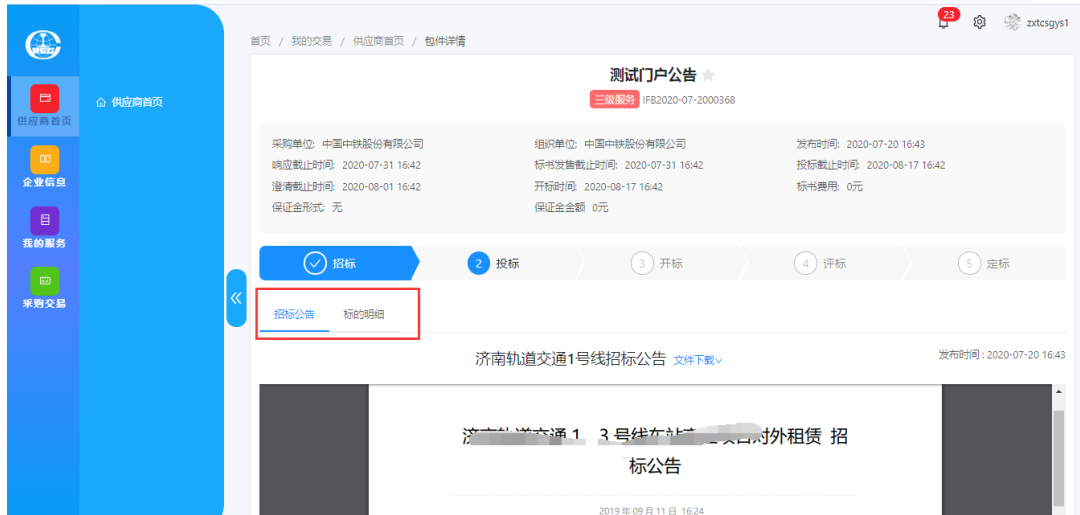 23
zxtcsgys1
首页 / 我的交易 / 供应商首页 / 包件详情
供应商首页
供应商首页
企业信息
我的服务
采购交易
测试门户公告
三级服务 IFB2020-07-2000368
采购单位: 中国中铁股份有限公司 组织单位: 中国中铁股份有限公司 发布时间: 2020-07-20 16:43
响应截止时间: 2020-07-31 16:42 标书发售截止时间: 2020-07-31 16:42 投标截止时间: 2020-08-17 16:42
澄清截止时间: 2020-08-01 16:42 开标时间: 2020-08-17 16:42 标书费用: 0元
保证金形式: 无 保证金金额 0元
招标 2 投标 3 开标 4 评标 5 定标
招标公告 标的明细
济南轨道交通1号线招标公告 文件下载 发布时间 : 2020-07-20 16:43
1、3号线车站 对外租赁 招
标公告
2019 年 09 月 11 日 16:24